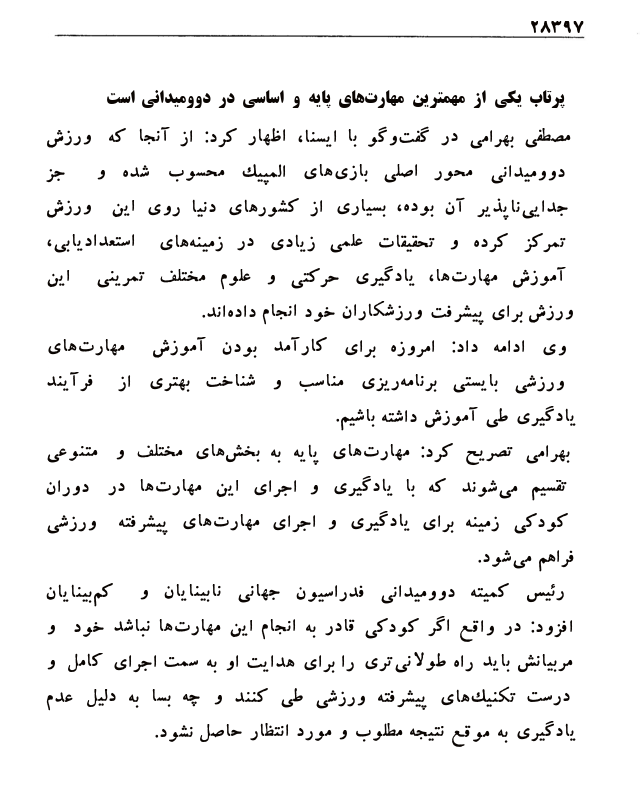 ۲۸۳۹۷
پرتاب یکی از مهمترین مهارت‌های پایه و اساسی در دوومیدانی است
مصطفی بهرامی در گفت‌وگو با ایسنا، اظهار کرد: از آنجا که ورزش
دوومیدانی محور اصلی بازی‌های المپیك محسوب شده و جز
جدایی‌ناپذیر آن بوده، بسیاری از کشورهای دنیا روی این ورزش
تمرکز کرده و تحقیقات علمی زیادی در زمینه‌های استعدادیابی،
آموزش مهارت‌ها، یادگیری حرکتی و علوم مختلف تمرینی این
ورزش برای پیشرفت ورزشکاران خود انجام داده‌اند.
وی ادامه داد: امروزه برای کارآمد بودن آموزش مهارت‌های
ورزشی بایستی برنامه‌ریزی مناسب و شناخت بهتری از فرآیند
یادگیری طی آموزش داشته باشیم.
بهرامی تصریح کرد: مهارت‌های پایه به بخش‌های مختلف و متنوعی
تقسیم می‌شوند که با یادگیری و اجرای این مهارت‌ها در دوران
کودکی زمینه برای یادگیری و اجرای مهارت‌های پیشرفته ورزشی
فراهم می‌شود.
رئیس کمیته دوومیدانی فدراسیون جهانی نابینایان و کم‌بینایان
افزود: در واقع اگر کودکی قادر به انجام این مهارت‌ها نباشد خود و
مربیانش باید راه طولانی‌تری را برای هدایت او به سمت اجرای کامل و
درست تکنیك‌های پیشرفته ورزشی طی کنند و چه بسا به دلیل عدم
یادگیری به موقع نتیجه مطلوب و مورد انتظار حاصل نشود.